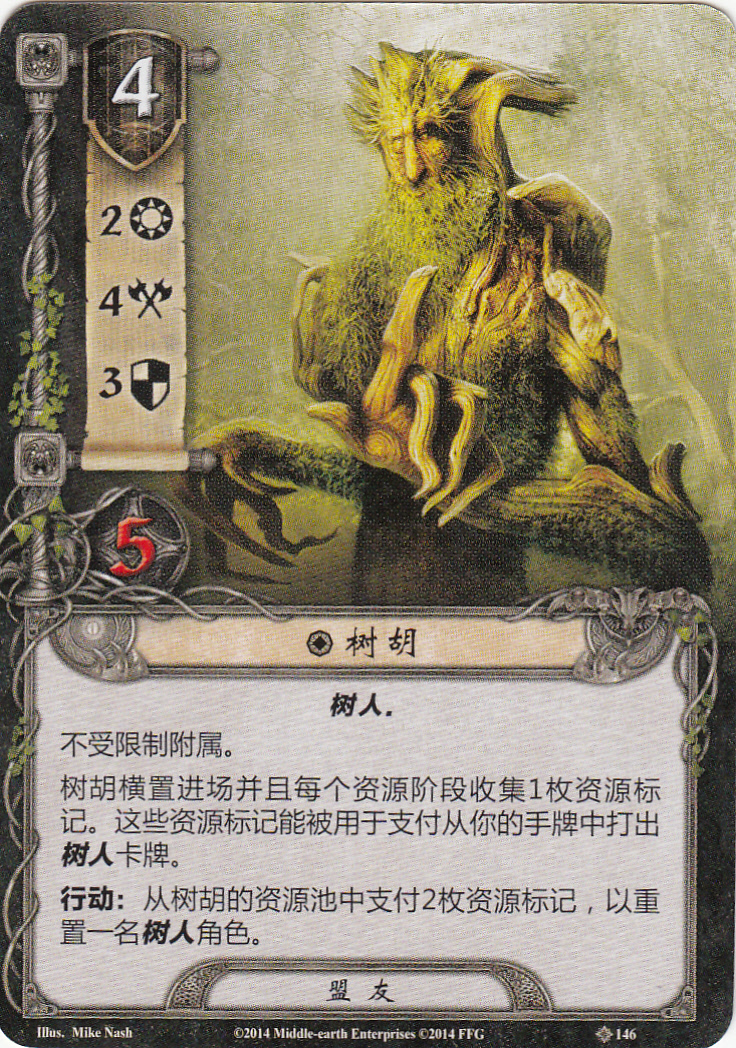 4
2
4
3
5
树胡
树人.
不受限制附属。
树胡横置进场并且每个资源阶段收集1枚资源标
记。这些资源标记能被用于支付从你的手牌中打出
树人卡牌。
行动：从树胡的资源池中支付2枚资源标记，以重
置一名树人角色。
盟友
Illus. Mike Nash ©2014 Middle-earth Enterprises ©2014 FFG 146